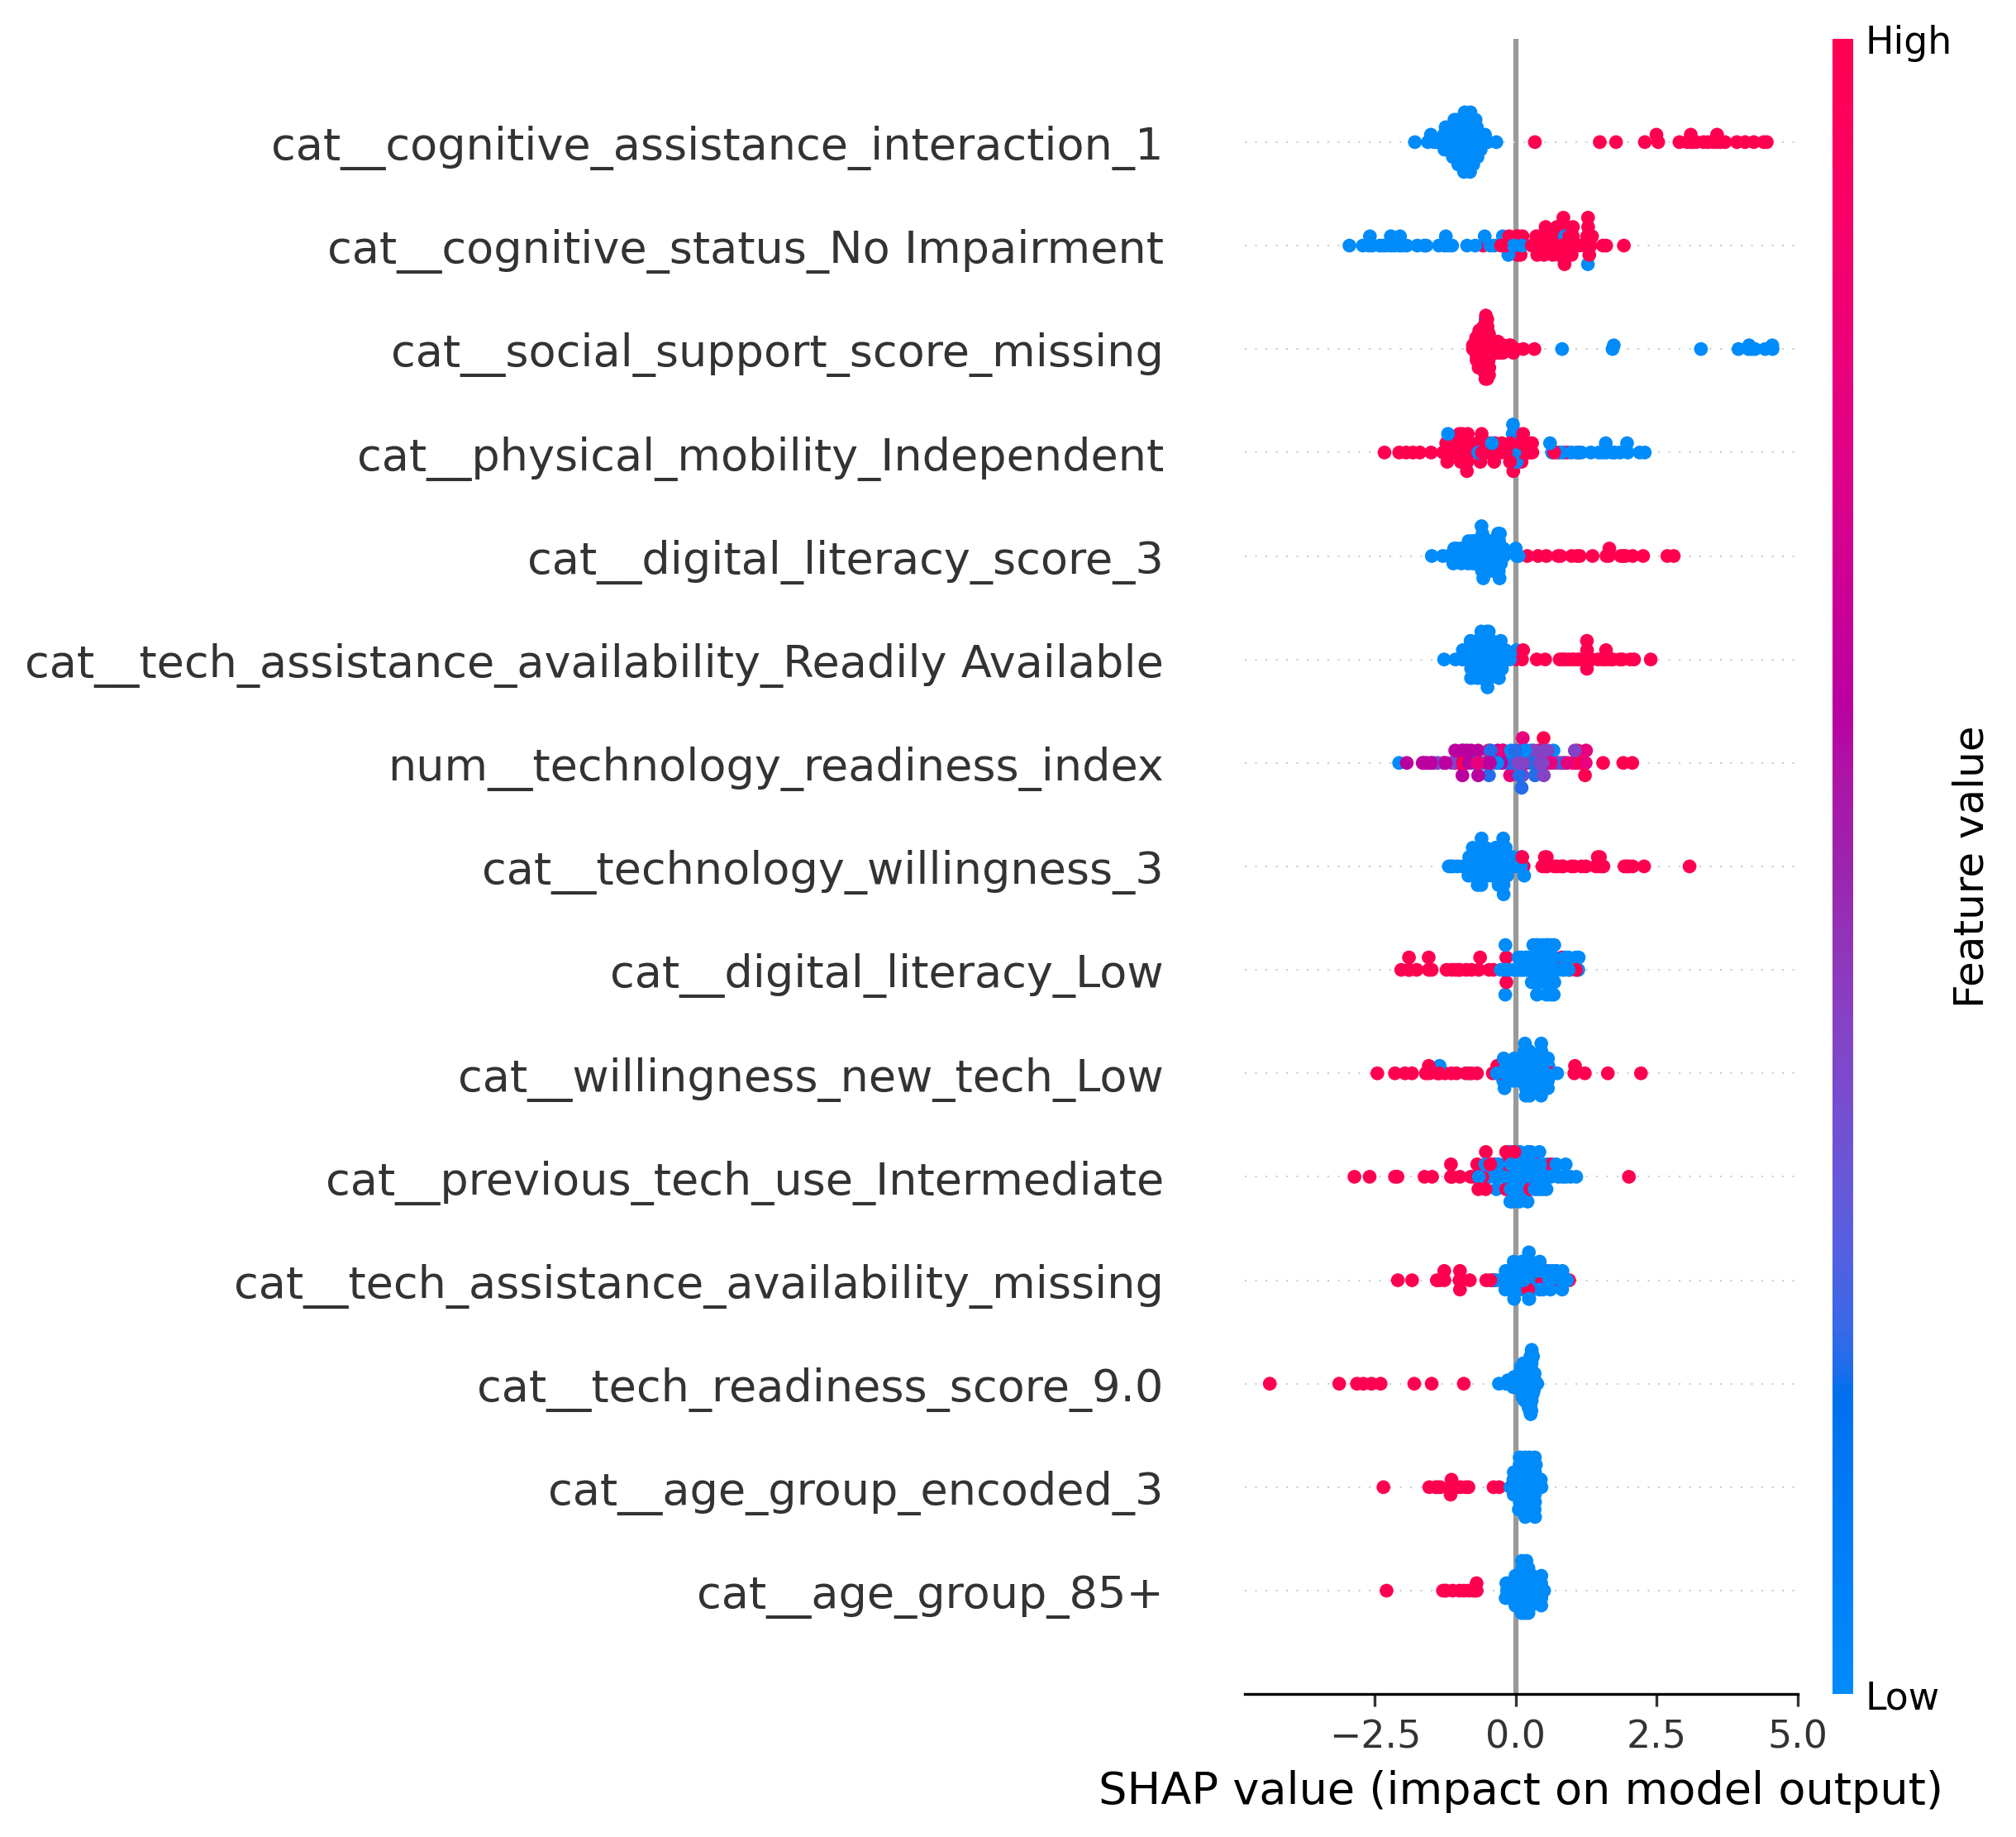 High
cat__cognitive_assistance_interaction_1
cat__cognitive_status_No Impairment
cat__social_support_score_missing
cat__physical_mobility_Independent
cat__digital_literacy_score_3
cat__tech_assistance_availability_Readily Available
num__technology_readiness_index
cat__technology_willingness_3
cat__digital_literacy_Low
cat__willingness_new_tech_Low
cat__previous_tech_use_Intermediate
cat__tech_assistance_availability_missing
cat__tech_readiness_score_9.0
cat__age_group_encoded_3
cat__age_group_85+
Feature value
Low
−2.5 0.0 2.5 5.0
SHAP value (impact on model output)